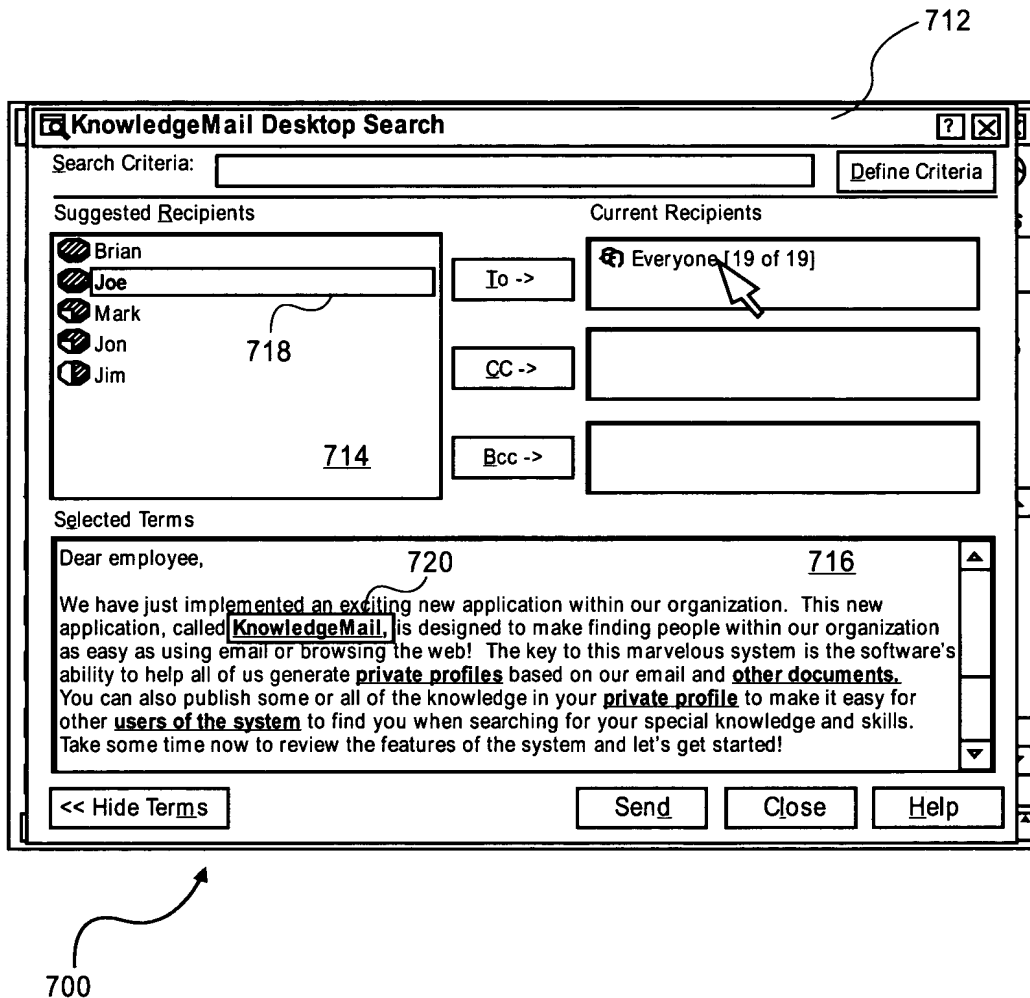 712
KnowledgeMail Desktop Search
?
Search Criteria:
Define Criteria
Suggested Recipients
Current Recipients
Brian
Joe
Mark
Jon
Jim
718
714
To ->
CC ->
Bcc ->
Everyone [19 of 19]
Selected Terms
Dear employee,
720
716
We have just implemented an exciting new application within our organization. This new
application, called KnowledgeMail, is designed to make finding people within our organization
as easy as using email or browsing the web! The key to this marvelous system is the software's
ability to help all of us generate private profiles based on our email and other documents.
You can also publish some or all of the knowledge in your private profile to make it easy for
other users of the system to find you when searching for your special knowledge and skills.
Take some time now to review the features of the system and let's get started!
<< Hide Terms
Send
Close
Help
700